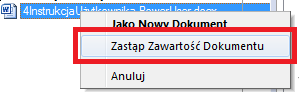 4InstrukcjaUżytkownika PowerUser.docx
Jako Nowy Dokument
Zastąp Zawartość Dokumentu
Anuluj